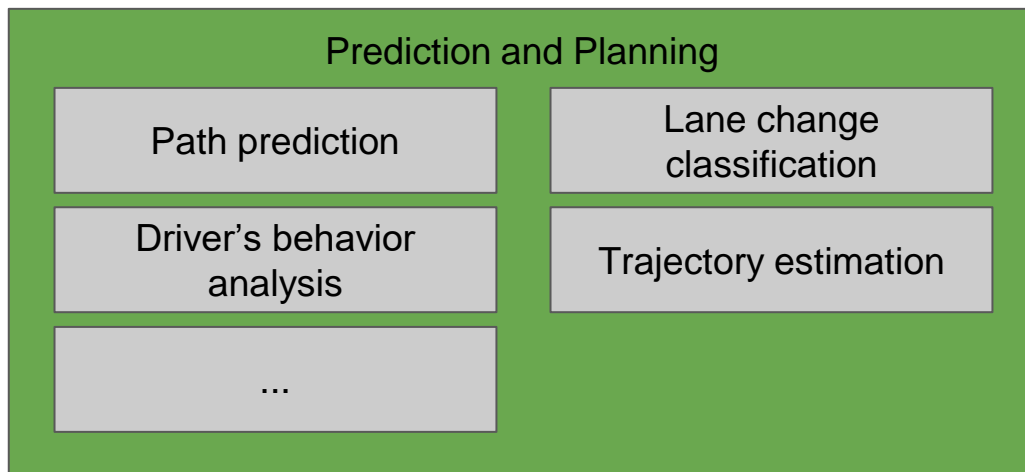 Prediction and Planning
Path prediction
Lane change
classification
Driver’s behavior
analysis
Trajectory estimation
...